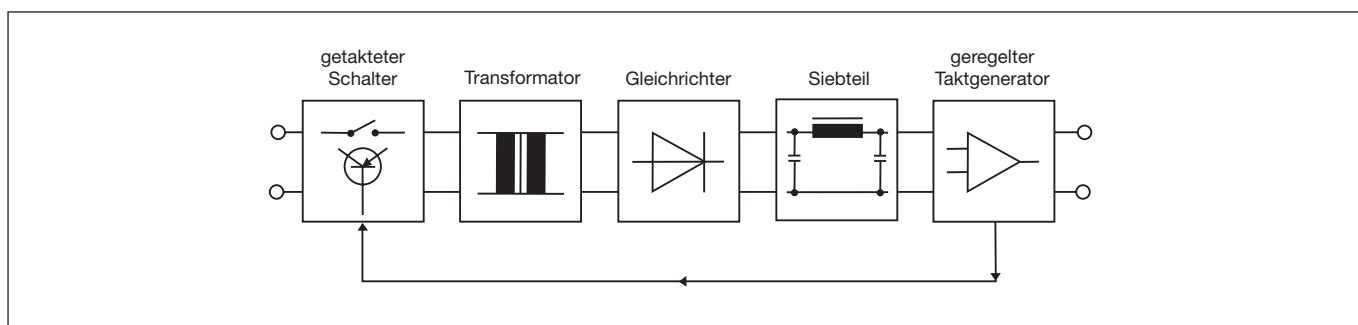 getakteter
Schalter
Transformator
Gleichrichter
Siebteil
geregelter
Taktgenerator